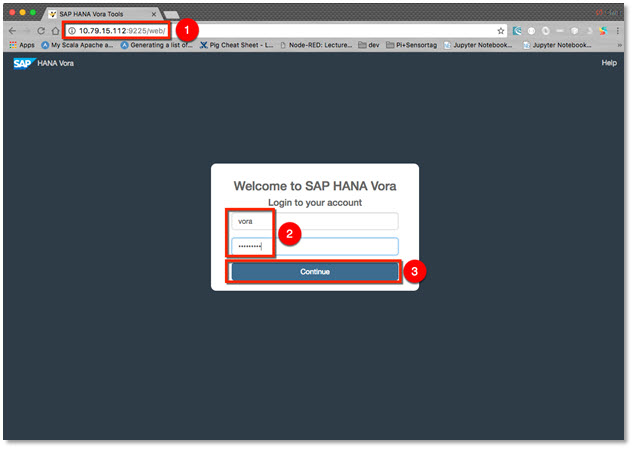 SAP HANA Vora Tools
10.79.15.112:9225/web/
1
Apps My Scala Apache a... Generating a list of... Pig Cheat Sheet - L... Node-RED: Lecture... dev Pi+Sensortag Jupyter Notebook... Jupyter Notebook...
SAP HANA Vora Help
Welcome to SAP HANA Vora
Login to your account
vora
2
•••••••••
Continue
3